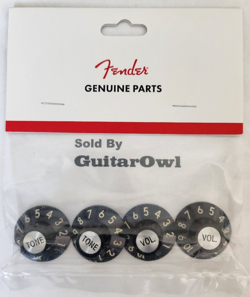 Fender
GENUINE PARTS
Sold By
GuitarOwl
TONE
TONE
VOL.
VOL.